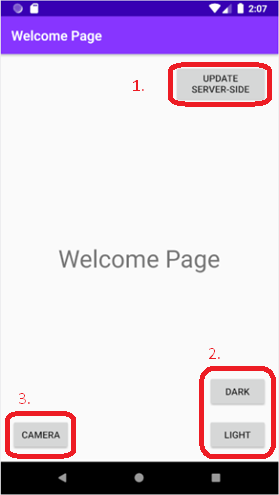 2:07
Welcome Page
1.
UPDATE
SERVER-SIDE
Welcome Page
2.
DARK
3.
CAMERA
LIGHT